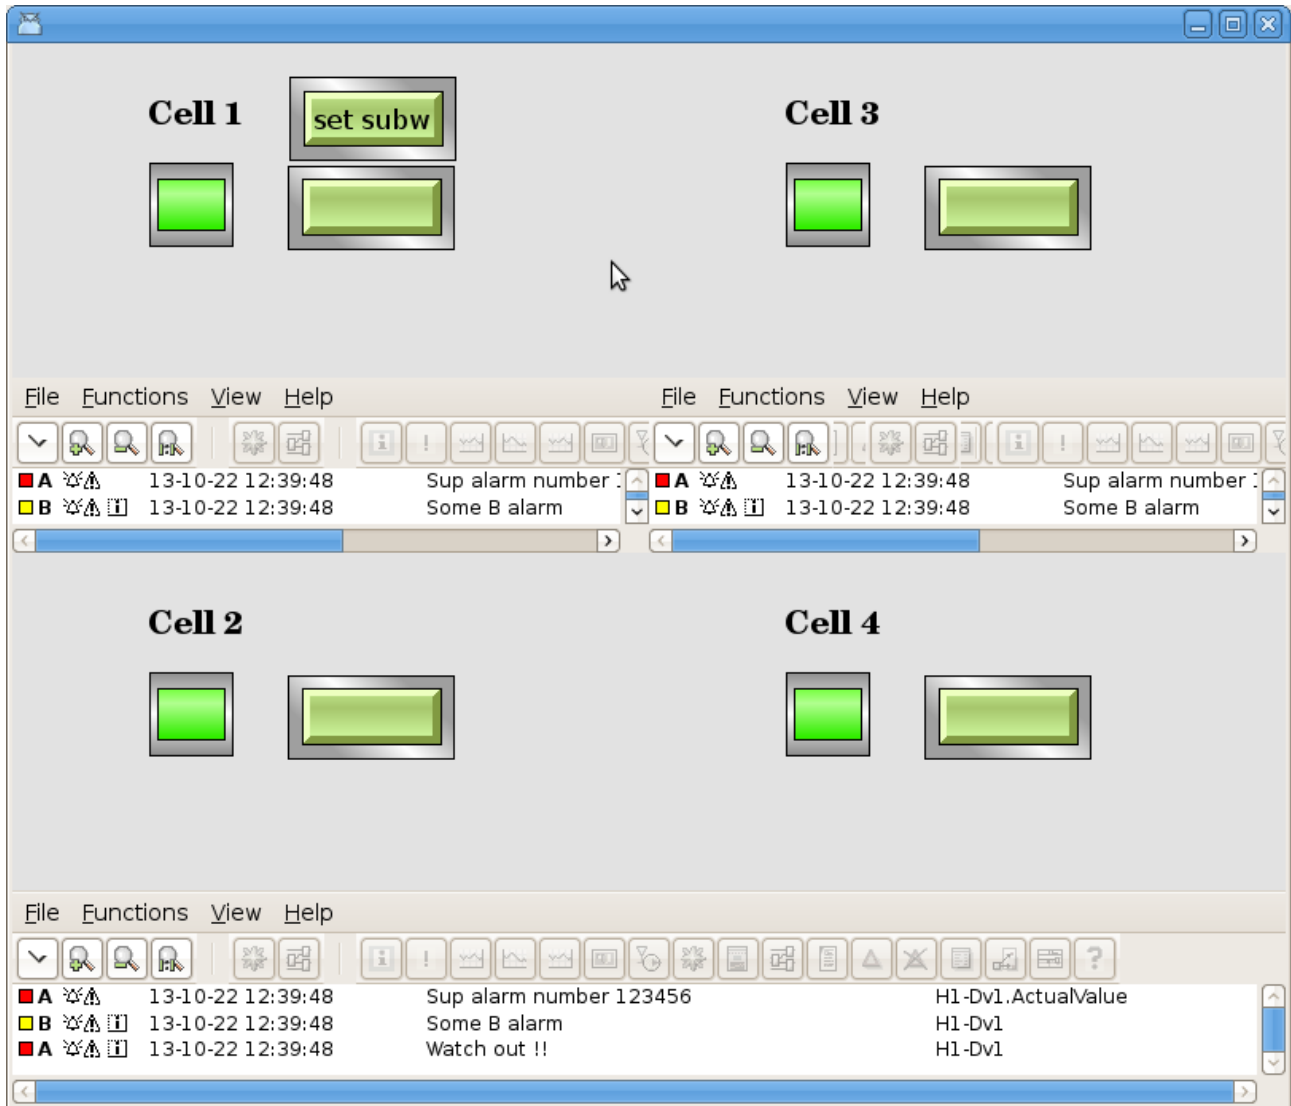 Cell 1
set subw
Cell 3
File Functions View Help
File Functions View Help
A 13-10-22 12:39:48 Sup alarm number
B 13-10-22 12:39:48 Some B alarm
A 13-10-22 12:39:48 Sup alarm number
B 13-10-22 12:39:48 Some B alarm
Cell 2
Cell 4
File Functions View Help
A 13-10-22 12:39:48 Sup alarm number 123456 H1-Dv1.ActualValue
B 13-10-22 12:39:48 Some B alarm H1-Dv1
A 13-10-22 12:39:48 Watch out !! H1-Dv1